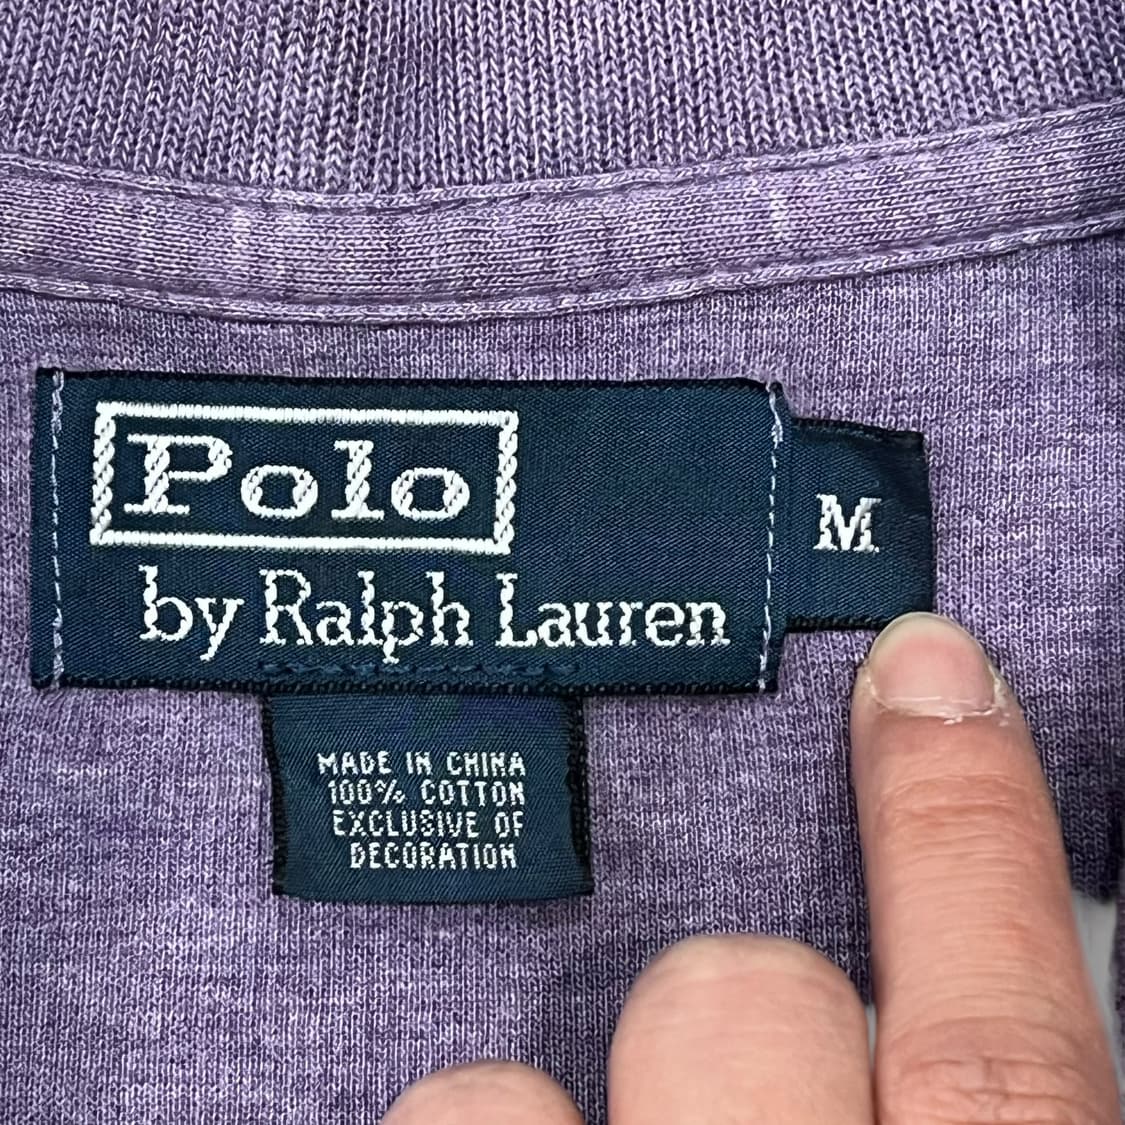 Polo
by Ralph Lauren
M
MADE IN CHINA
100% COTTON
EXCLUSIVE OF
DECORATION